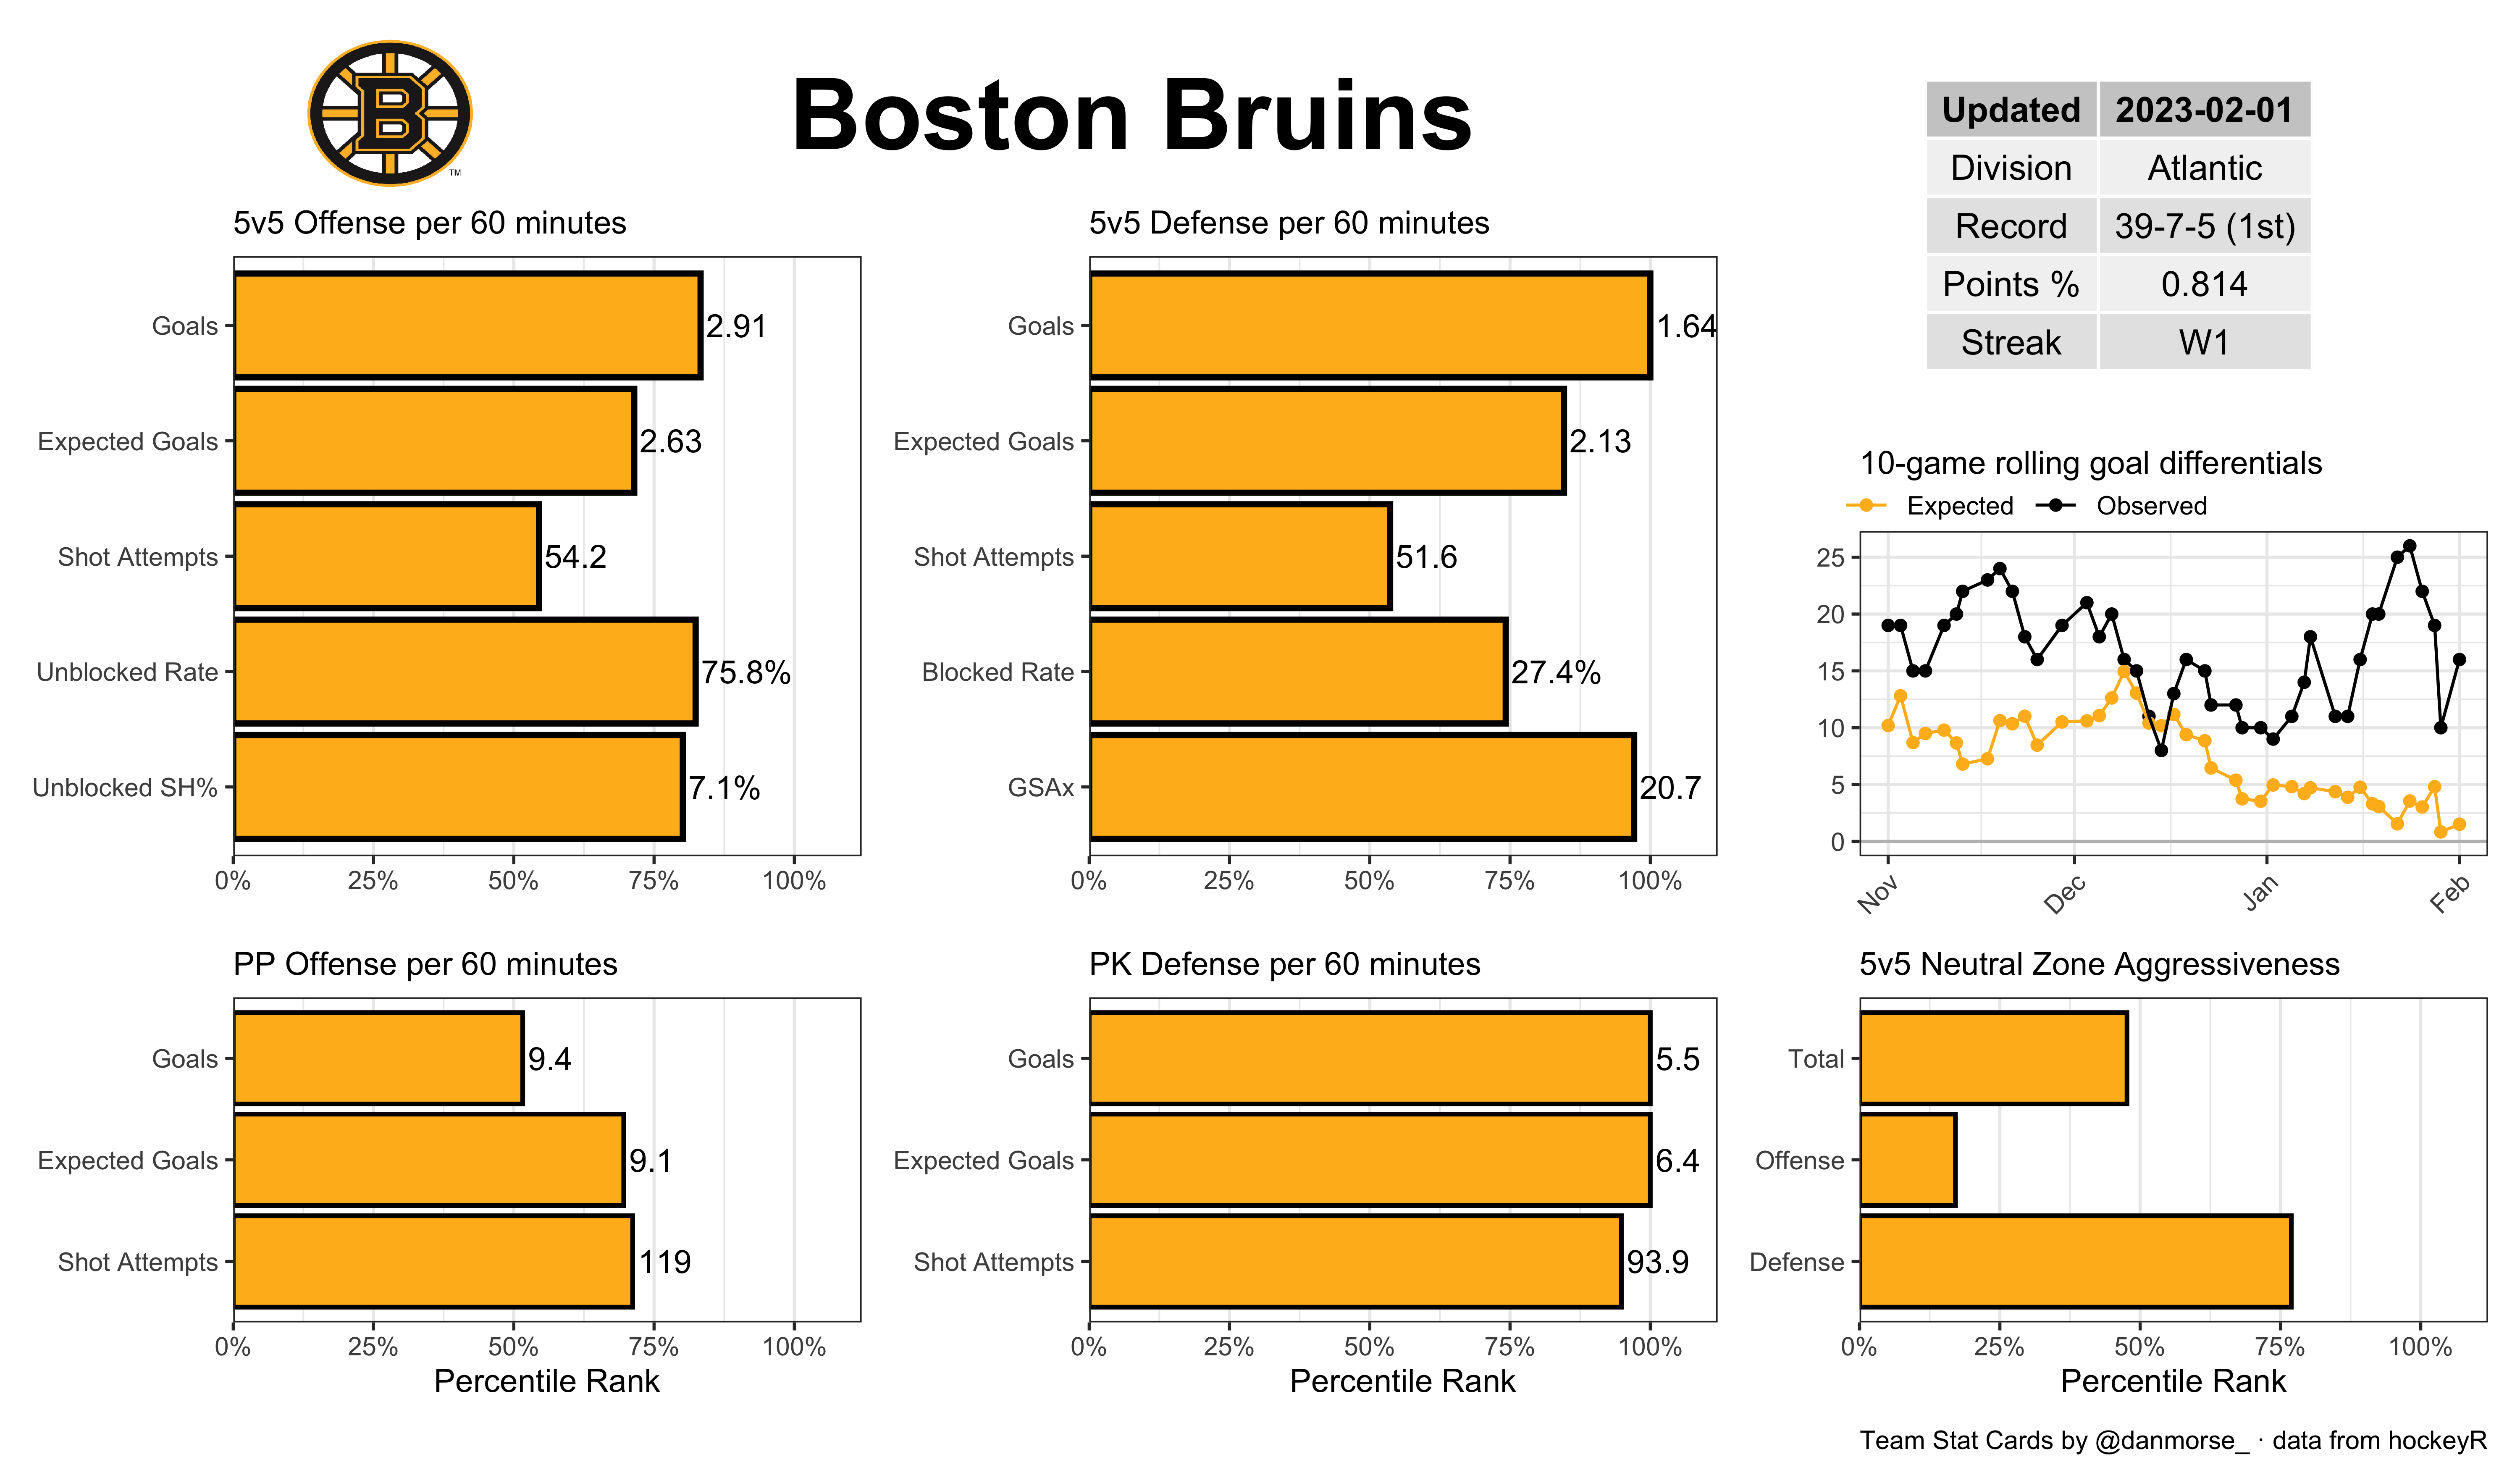 B
TM
Boston Bruins
Updated 2023-02-01
Division Atlantic
Record 39-7-5 (1st)
Points % 0.814
Streak W1
5v5 Offense per 60 minutes
Goals 2.91
Expected Goals 2.63
Shot Attempts 54.2
Unblocked Rate 75.8%
Unblocked SH% 7.1%
0% 25% 50% 75% 100%
5v5 Defense per 60 minutes
Goals 1.64
Expected Goals 2.13
Shot Attempts 51.6
Blocked Rate 27.4%
GSAx 20.7
0% 25% 50% 75% 100%
10-game rolling goal differentials
Expected Observed
25
20
15
10
5
0
Nov Dec Jan Feb
PP Offense per 60 minutes
Goals 9.4
Expected Goals 9.1
Shot Attempts 119
0% 25% 50% 75% 100%
Percentile Rank
PK Defense per 60 minutes
Goals 5.5
Expected Goals 6.4
Shot Attempts 93.9
0% 25% 50% 75% 100%
Percentile Rank
5v5 Neutral Zone Aggressiveness
Total
Offense
Defense
0% 25% 50% 75% 100%
Percentile Rank
Team Stat Cards by @danmorse_ · data from hockeyR